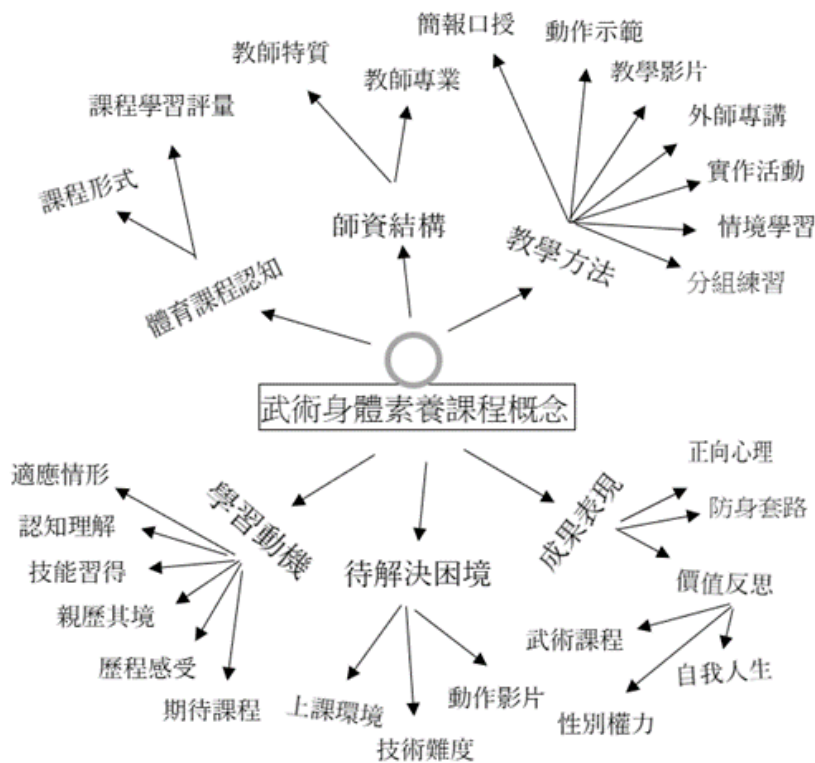 簡報口授
動作示範
教師特質
教師專業
教學影片
課程學習評量
外師專講
實作活動
課程形式
師資結構
教學方法
情境學習
分組練習
體育課程認知
武術身體素養課程概念
正向心理
適應情形
學習動機
成果表現
防身套路
認知理解
待解決困境
技能習得
價值反思
親歷其境
武術課程
歷程感受
自我人生
動作影片
期待課程
上課環境
性別權力
技術難度